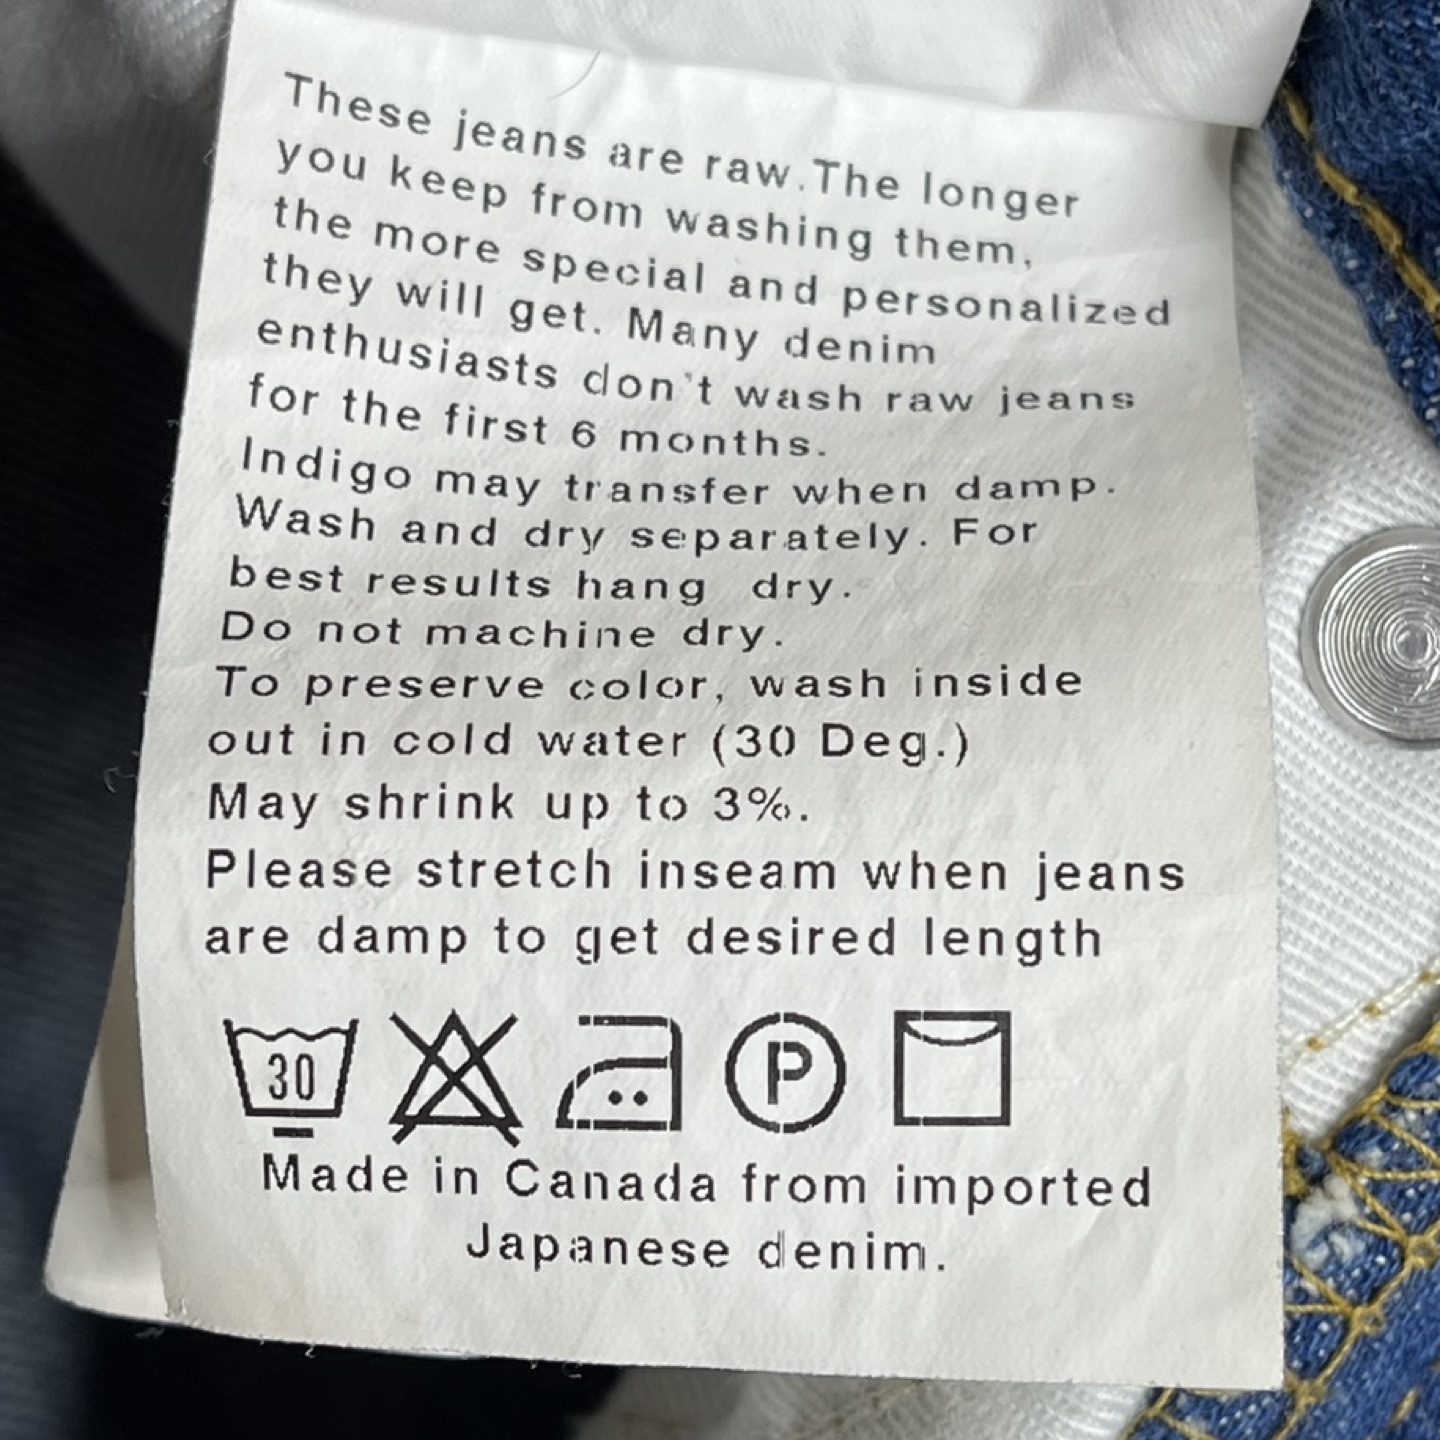 These jeans are raw.The longer
you keep from washing them,
the more special and personalized
they will get. Many denim
enthusiasts don't wash raw jeans
for the first 6 months.
Indigo may transfer when damp.
Wash and dry separately. For
best results hang dry.
Do not machine dry.
To preserve color, wash inside
out in cold water (30 Deg.)
May shrink up to 3%.
Please stretch inseam when jeans
are damp to get desired length
30 P
Made in Canada from imported
Japanese denim.